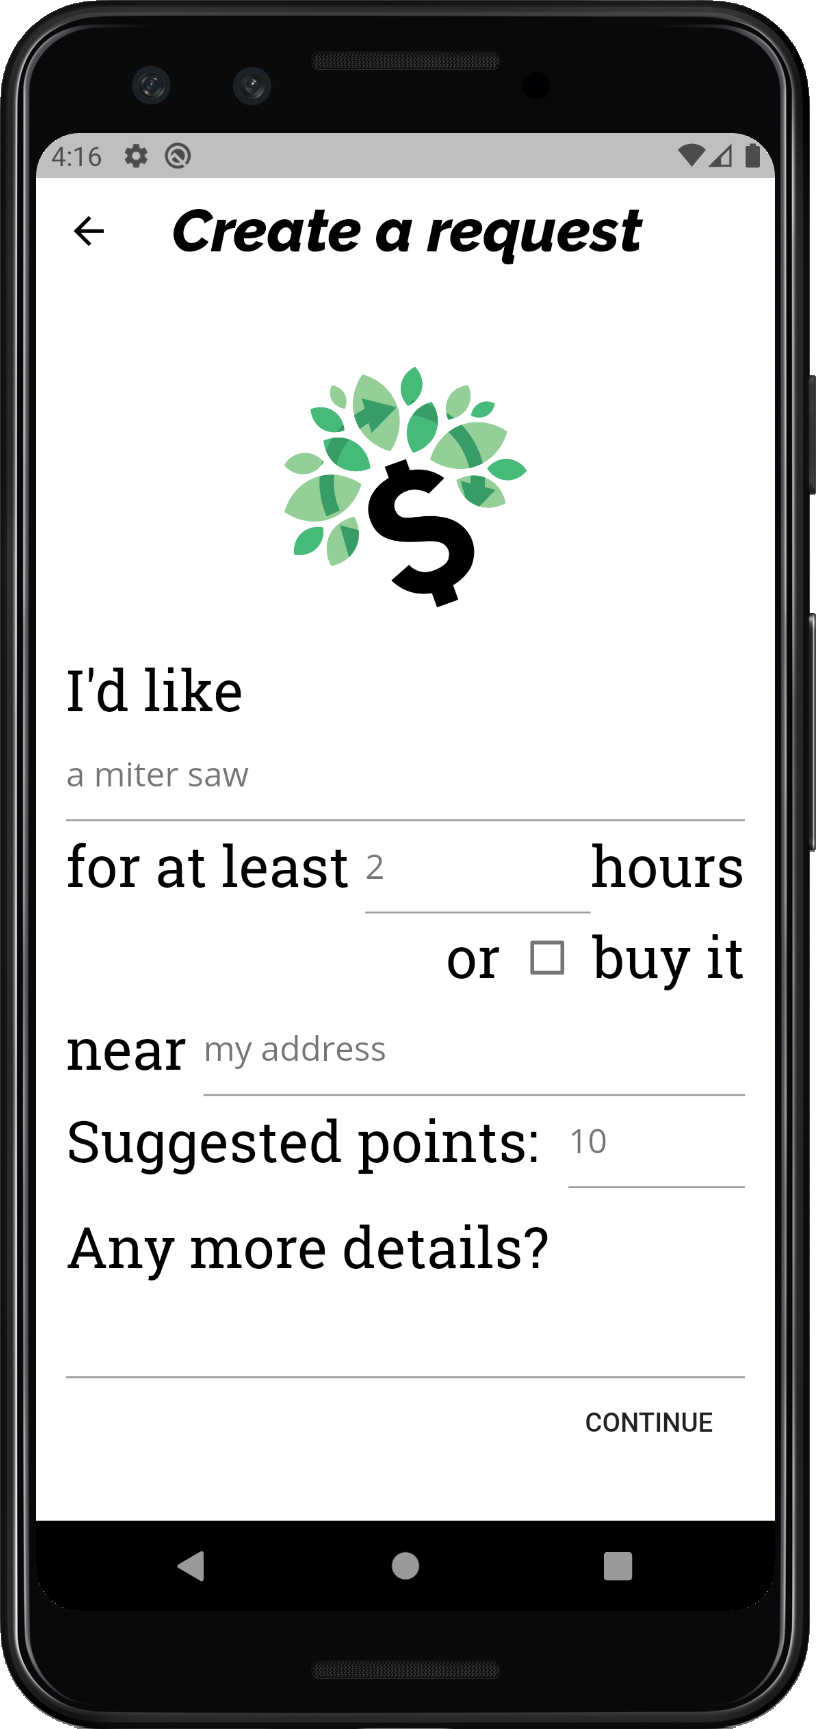 4:16
Create a request
$
I'd like
a miter saw
for at least 2 hours
or buy it
near my address
Suggested points: 10
Any more details?
CONTINUE